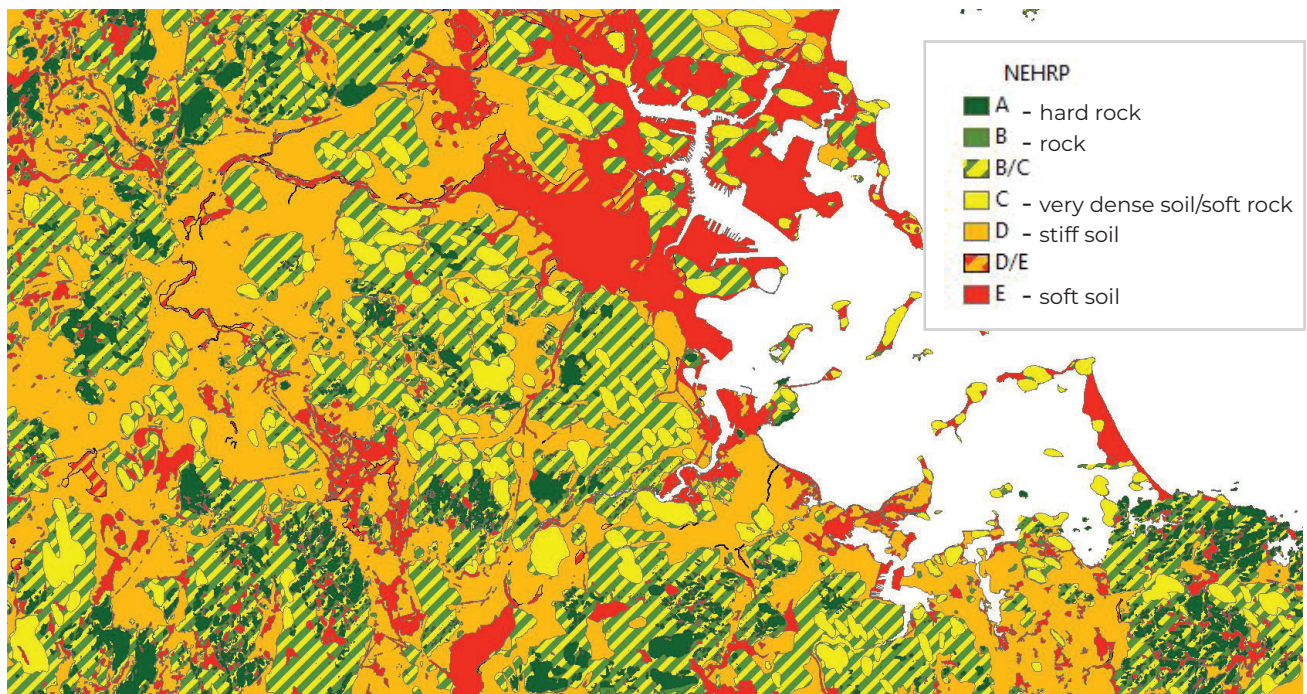 NEHRP
A - hard rock
B - rock
B/C
C - very dense soil/soft rock
D - stiff soil
D/E
E - soft soil